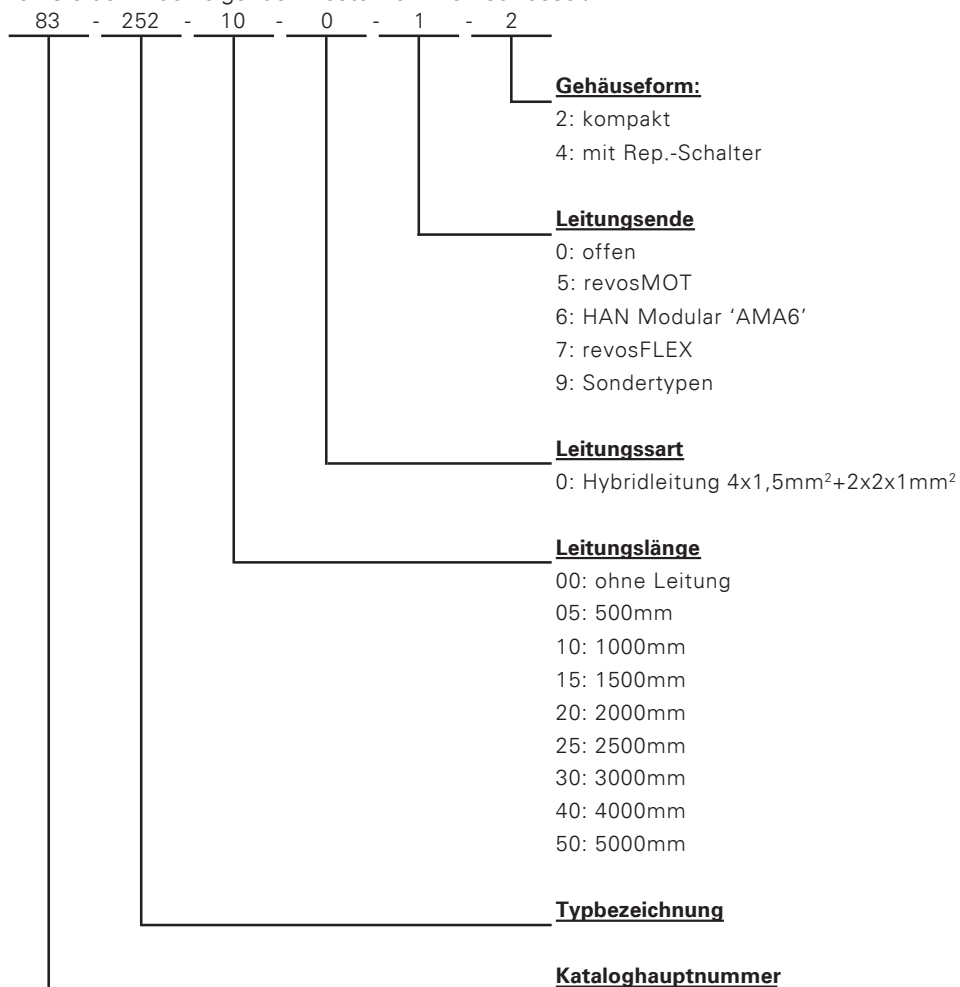 83 - 252 - 10 - 0 - 1 - 2
Gehäuseform:
2: kompakt
4: mit Rep.-Schalter
Leitungsende
0: offen
5: revosMOT
6: HAN Modular ‘AMA6’
7: revosFLEX
9: Sondertypen
Leitungssart
0: Hybridleitung 4x1,5mm²+2x2x1mm²
Leitungslänge
00: ohne Leitung
05: 500mm
10: 1000mm
15: 1500mm
20: 2000mm
25: 2500mm
30: 3000mm
40: 4000mm
50: 5000mm
Typbezeichnung
Kataloghauptnummer